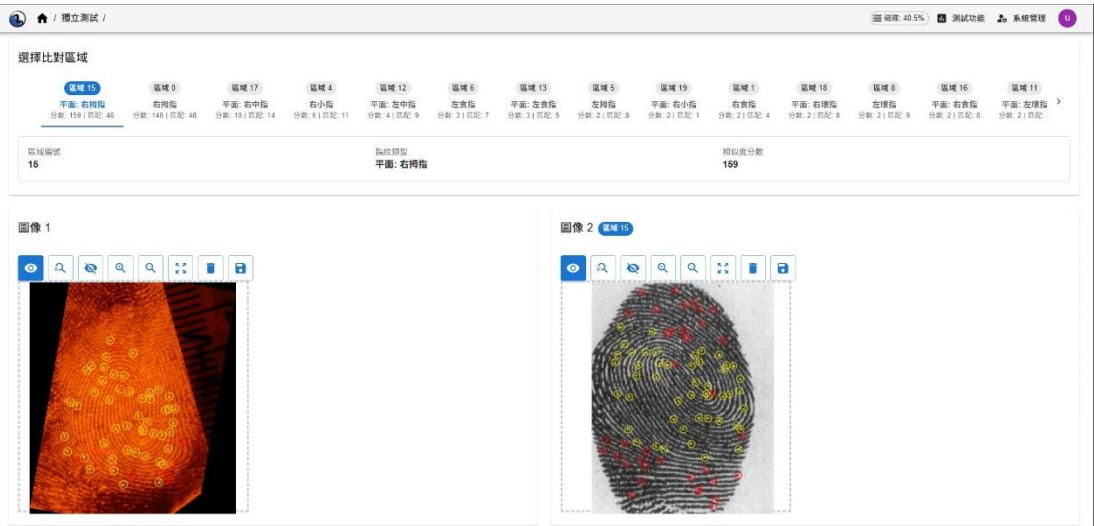 / 獨立測試 /
磁碟: 40.5%
測試功能
系統管理
U
選擇比對區域
區域 15 區域 0 區域 17 區域 4 區域 12 區域 6 區域 13 區域 5 區域 19 區域 1 區域 18 區域 8 區域 16 區域 11
平面: 右拇指 右拇指 平面: 右中指 右小指 平面: 左中指 左食指 平面: 左食指 左拇指 平面: 右小指 右食指 平面: 右環指 左環指 平面: 右食指 平面: 左環指
分數: 159 | 匹配: 48 分數: 146 | 匹配: 48 分數: 10 | 匹配: 14 分數: 6 | 匹配: 11 分數: 4 | 匹配: 9 分數: 3 | 匹配: 7 分數: 3 | 匹配: 5 分數: 2 | 匹配: 8 分數: 2 | 匹配: 1 分數: 2 | 匹配: 4 分數: 2 | 匹配: 8 分數: 2 | 匹配: 9 分數: 2 | 匹配: 分數: 2 | 匹配:
區域編號 指紋類型 相似度分數
15 平面: 右拇指 159
圖像 1
圖像 2 區域 15